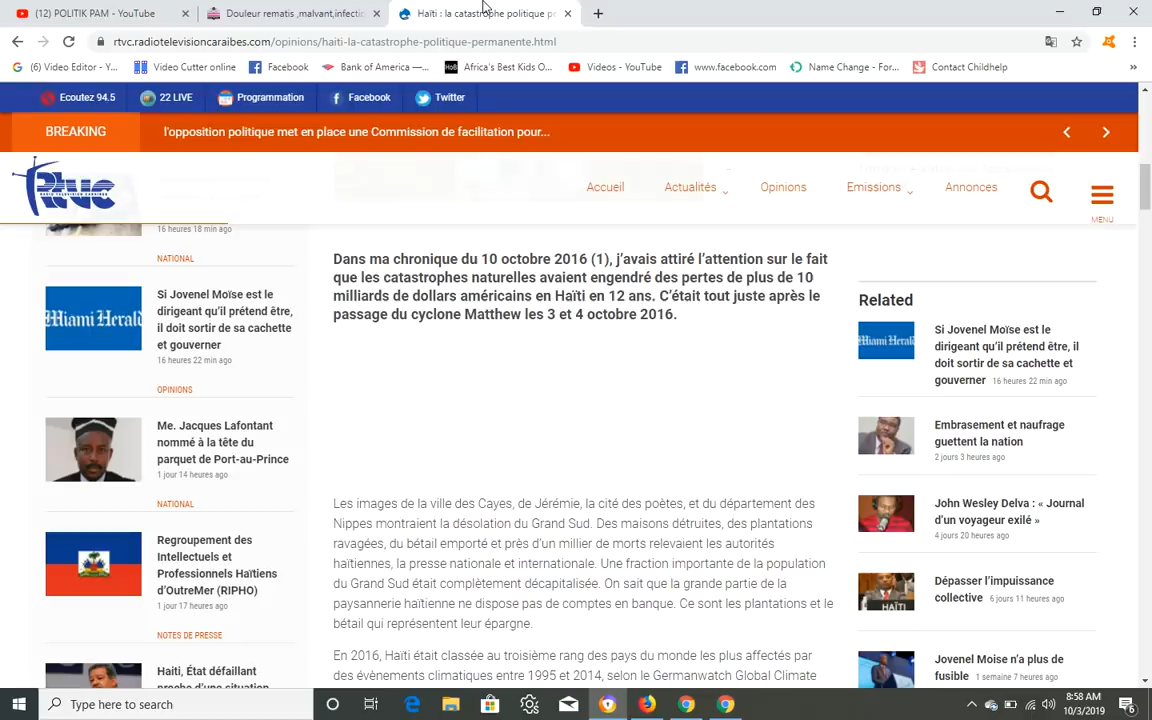 (12) POLITIK PAM - YouTube
Douleur rematis ,malvant,infectin
Haïti : la catastrophe politique pe
rtvc.radiotelevisioncaraibes.com/opinions/haiti-la-catastrophe-politique-permanente.html
(6) Video Editor - Y...
Video Cutter online
Facebook
Bank of America —...
Africa's Best Kids O...
Videos - YouTube
www.facebook.com
Name Change - For...
Contact Childhelp
»
Ecoutez 94.5
22 LIVE
Programmation
Facebook
Twitter
BREAKING
l'opposition politique met en place une Commission de facilitation pour...
Rtvc
RADIO TELEVISION CARAIBES
Accueil
Actualités
Opinions
Emissions
Annonces
MENU
16 heures 18 min ago
NATIONAL
Si Jovenel Moïse est le
dirigeant qu'il prétend être,
il doit sortir de sa cachette
et gouverner
16 heures 22 min ago
Miami Herald
OPINIONS
Me. Jacques Lafontant
nommé à la tête du
parquet de Port-au-Prince
1 jour 14 heures ago
NATIONAL
Regroupement des
Intellectuels et
Professionnels Haïtiens
d'OutreMer (RIPHO)
1 jour 17 heures ago
NOTES DE PRESSE
Haiti, État défaillant
proche d'une situation
Dans ma chronique du 10 octobre 2016 (1), j'avais attiré l'attention sur le fait
que les catastrophes naturelles avaient engendré des pertes de plus de 10
milliards de dollars américains en Haïti en 12 ans. C'était tout juste après le
passage du cyclone Matthew les 3 et 4 octobre 2016.
Les images de la ville des Cayes, de Jérémie, la cité des poètes, et du département des
Nippes montraient la désolation du Grand Sud. Des maisons détruites, des plantations
ravagées, du bétail emporté et près d'un millier de morts relevaient les autorités
haïtiennes, la presse nationale et internationale. Une fraction importante de la population
du Grand Sud était complètement décapitalisée. On sait que la grande partie de la
paysannerie haïtienne ne dispose pas de comptes en banque. Ce sont les plantations et le
bétail qui représentent leur épargne.
En 2016, Haïti était classée au troisième rang des pays du monde les plus affectés par
des évènements climatiques entre 1995 et 2014, selon le Germanwatch Global Climate
Related
Miami Herald
Si Jovenel Moïse est le
dirigeant qu'il prétend être, il
doit sortir de sa cachette et
gouverner 16 heures 22 min ago
Embrasement et naufrage
guettent la nation
2 jours 3 heures ago
John Wesley Delva : « Journal
d'un voyageur exilé »
4 jours 20 heures ago
Dépasser l'impuissance
collective 6 jours 11 heures ago
HAÏTI
Jovenel Moise n'a plus de
fusible 1 semaine 7 heures ago
Type here to search
8:58 AM
10/3/2019
6